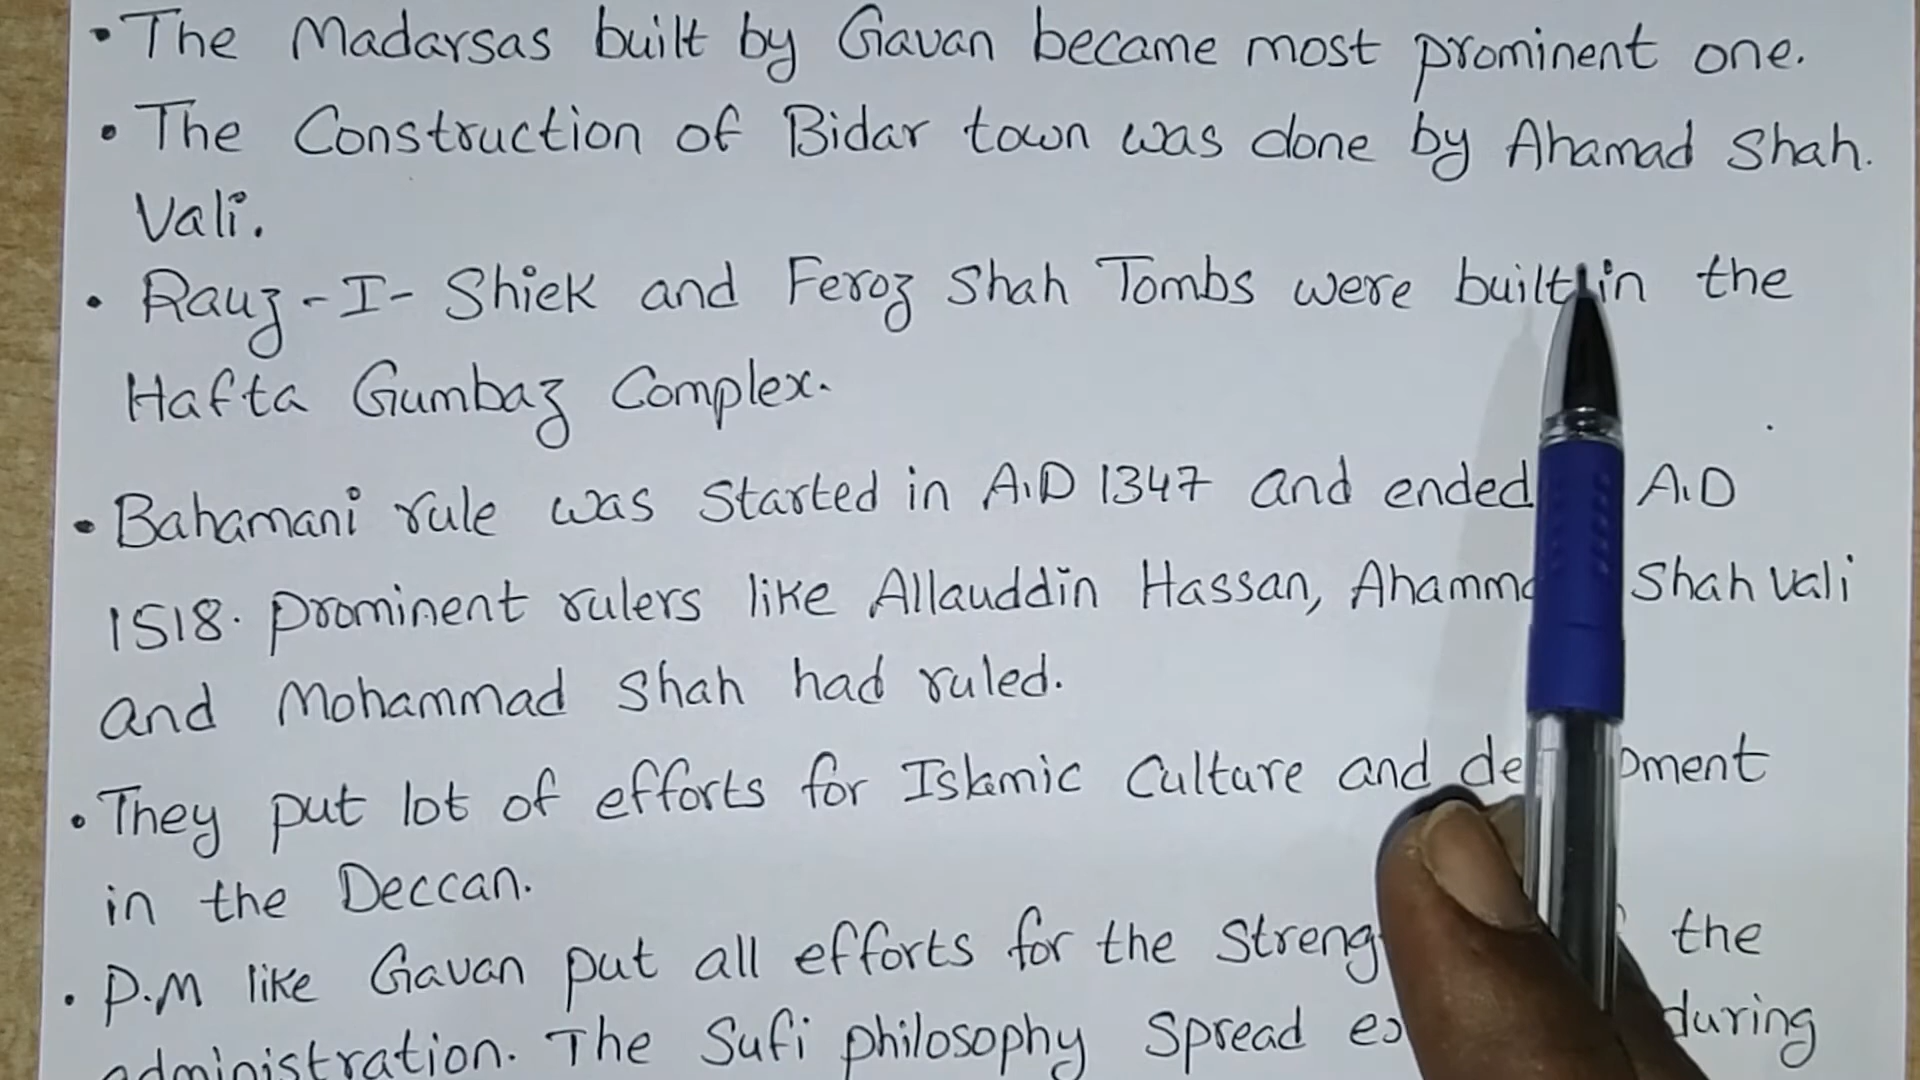 • The Madarsas built by Gavan became most prominent one.
• The Construction of Bidar town was done by Ahamad Shah.
Vali.
• Rauz-I-Shiek and Feroz Shah Tombs were built in the
Hafta Gumbaz Complex.
• Bahamani rule was Started in A.D 1347 and ended A.D
1518. Prominent rulers like Allauddin Hassan, Shah Vali
and Mohammad Shah had ruled.
• They put lot of efforts for Islamic Culture and
in the Deccan.
• P.M like Gavan put all efforts for the the
administration. The Sufi philosophy Spread during